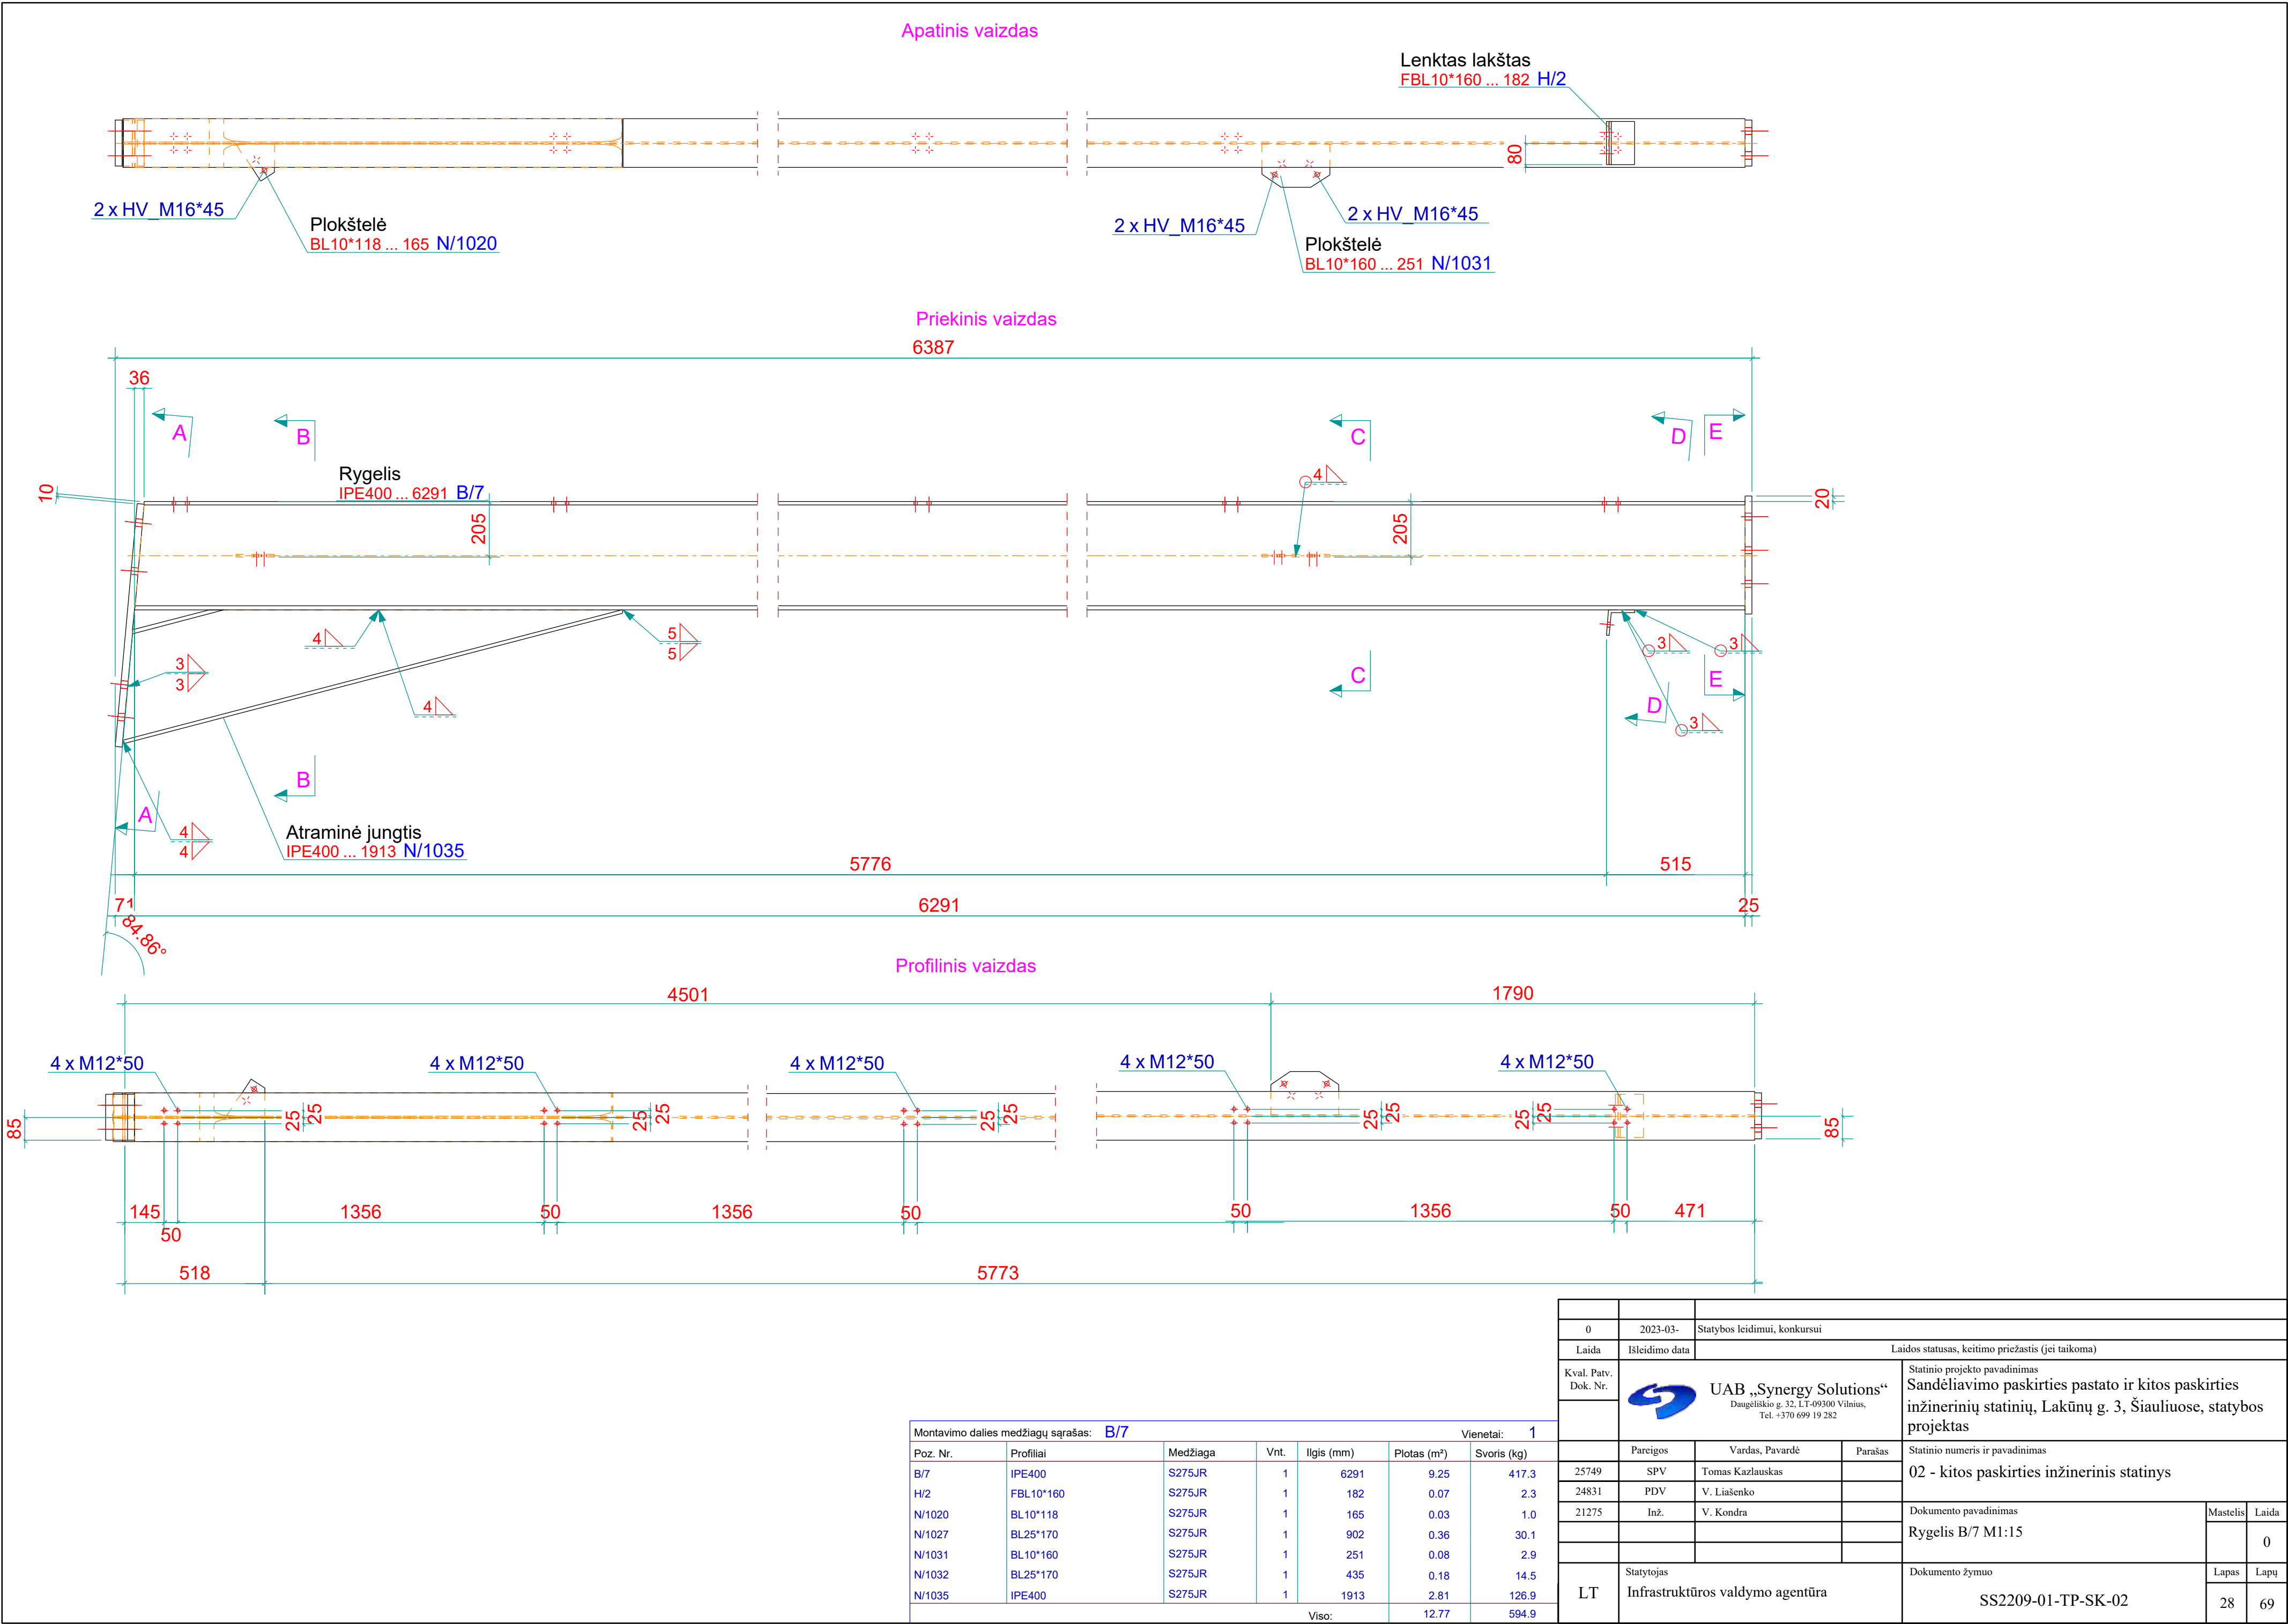 Apatinis vaizdas
Lenktas lakštas
FBL10*160 ... 182 H/2
80
2 x HV_M16*45
Plokštelė
BL10*118 ... 165 N/1020
2 x HV_M16*45
2 x HV_M16*45
Plokštelė
BL10*160 ... 251 N/1031
Priekinis vaizdas
6387
36
A
B
C
D
E
Rygelis
IPE400 ... 6291 B/7
10
205
4
205
20
4
5
5
3
3
4
C
3
3
E
D
3
B
A
4
4
Atraminė jungtis
IPE400 ... 1913 N/1035
5776
515
71
6291
25
84.86°
Profilinis vaizdas
4501
1790
4 x M12*50
4 x M12*50
4 x M12*50
4 x M12*50
4 x M12*50
85
25
25
25
25
25
25
25
25
25
25
85
145
50
1356
50
1356
50
50
1356
50
471
518
5773
0 2023-03- Statybos leidimui, konkursui
Laida Išleidimo data Laidos statusas, keitimo priežastis (jei taikoma)
Kval. Patv.
Dok. Nr.
UAB „Synergy Solutions“
Daugėliškio g. 32, LT-09300 Vilnius,
Tel. +370 699 19 282
Statinio projekto pavadinimas
Sandėliavimo paskirties pastato ir kitos paskirties
inžinerinių statinių, Lakūnų g. 3, Šiauliuose, statybos
projektas
Pareigos Vardas, Pavardė Parašas
25749 SPV Tomas Kazlauskas
24831 PDV V. Liašenko
21275 Inž. V. Kondra
Statinio numeris ir pavadinimas
02 - kitos paskirties inžinerinis statinys
Dokumento pavadinimas Mastelis Laida
Rygelis B/7 M1:15
0
LT
Statytojas
Infrastruktūros valdymo agentūra
Dokumento žymuo Lapas Lapų
SS2209-01-TP-SK-02 28 69
Montavimo dalies medžiagų sąrašas: B/7 Vienetai: 1
Poz. Nr. Profiliai Medžiaga Vnt. Ilgis (mm) Plotas (m²) Svoris (kg)
B/7 IPE400 S275JR 1 6291 9.25 417.3
H/2 FBL10*160 S275JR 1 182 0.07 2.3
N/1020 BL10*118 S275JR 1 165 0.03 1.0
N/1027 BL25*170 S275JR 1 902 0.36 30.1
N/1031 BL10*160 S275JR 1 251 0.08 2.9
N/1032 BL25*170 S275JR 1 435 0.18 14.5
N/1035 IPE400 S275JR 1 1913 2.81 126.9
Viso: 12.77 594.9